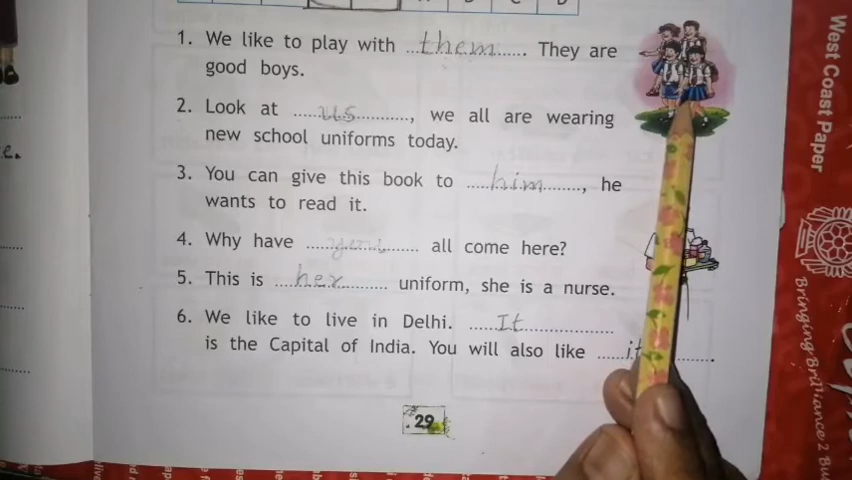 1. We like to play with ...them....... They are
good boys.
2. Look at ......us............, we all are wearing
new school uniforms today.
3. You can give this book to .....him........, he
wants to read it.
4. Why have ......you........ all come here?
5. This is ....her........... uniform, she is a nurse.
6. We like to live in Delhi. .....It..................
is the Capital of India. You will also like .....it........
29
e.
West Coast Paper
Bringing Brilliance 2